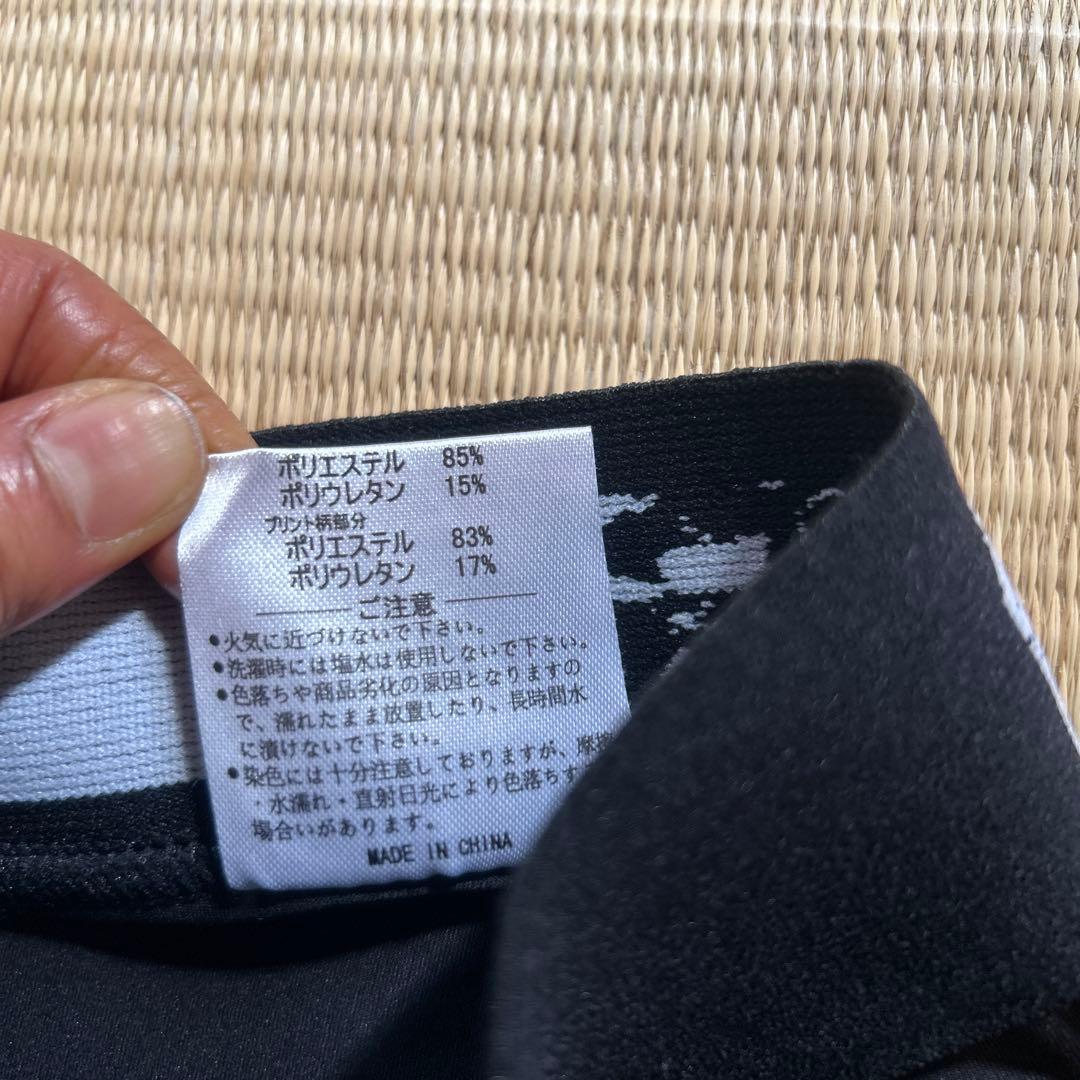 ポリエステル 85%
ポリウレタン 15%
プリント柄部分
ポリエステル 83%
ポリウレタン 17%
ご注意
●火気に近づけないで下さい。
●洗濯時には塩水は使用しないで下さい。
●色落ちや商品劣化の原因となりますの
で、濡れたまま放置したり、長時間水
に漬けないで下さい。
●染色には十分注意しておりますが、摩擦
・水濡れ・直射日光により色落ちす
場合いがあります。
MADE IN CHINA